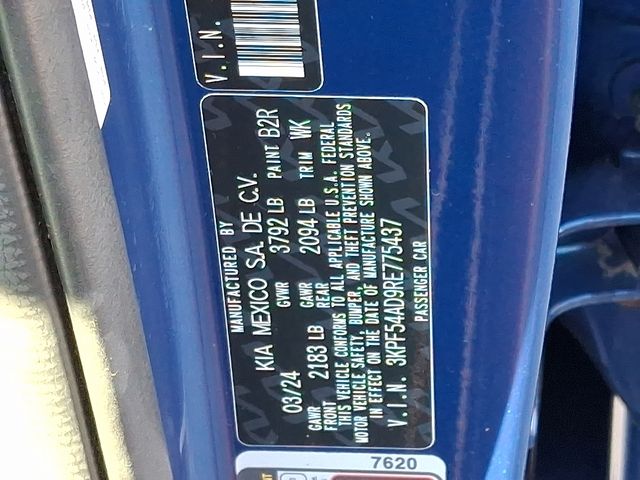 V.I.N.
MANUFACTURED BY
KIA MEXICO S.A. DE C.V.
03/24 GVWR 3792 LB PAINT B2R
GAWR FRONT 2183 LB GAWR REAR 2094 LB TRIM WK
THIS VEHICLE CONFORMS TO ALL APPLICABLE U.S.A. FEDERAL
MOTOR VEHICLE SAFETY, BUMPER, AND THEFT PREVENTION STANDARDS
IN EFFECT ON THE DATE OF MANUFACTURE SHOWN ABOVE.
V.I.N. 3KPF54AD9RE775437
PASSENGER CAR
7620